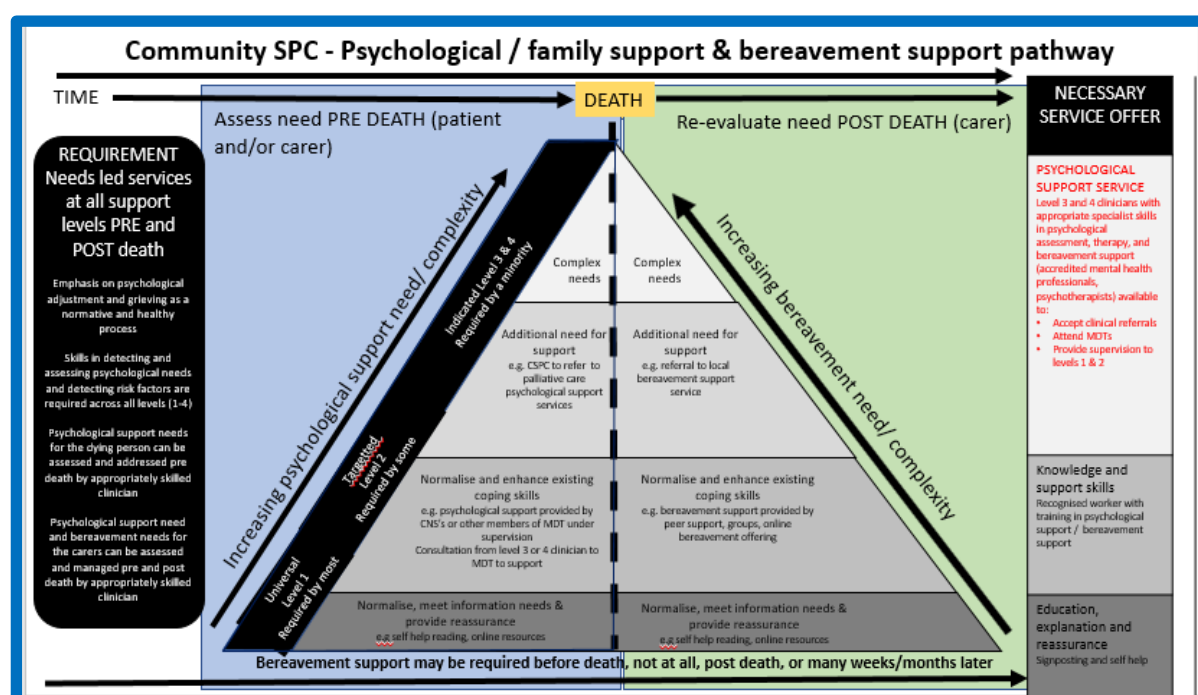 Community SPC - Psychological / family support & bereavement support pathway
TIME
DEATH
Assess need PRE DEATH (patient
and/or carer)
Re-evaluate need POST DEATH (carer)
NECESSARY
SERVICE OFFER
REQUIREMENT
Needs led services
at all support
levels PRE and
POST death
Emphasis on psychological
adjustment and grieving as a
normative and healthy
process
Skills in detecting and
assessing psychological needs
and detecting risk factors are
required across all levels (1-4)
Psychological support needs
for the dying person can be
assessed and addressed pre
death by appropriately skilled
clinician
Psychological support need
and bereavement needs for
the carers can be assessed
and managed pre and post
death by appropriately skilled
clinician
Increasing psychological support need/ complexity
Indicated Level 3 & 4
Required by a minority
Targetted
Level 2
Required by some
Universal
Level 1
Required by most
Complex
needs
Additional need for
support
e.g. CSPC to refer to
palliative care
psychological support
services
Normalise and enhance existing
coping skills
e.g. psychological support provided by
CNS's or other members of MDT under
supervision
Consultation from level 3 or 4 clinician to
MDT to support
Normalise, meet information needs &
provide reassurance
e.g self help reading, online resources
Complex
needs
Additional need for
support
e.g. referral to local
bereavement support
service
Normalise and enhance existing
coping skills
e.g. bereavement support provided by
peer support, groups, online
bereavement offering
Normalise, meet information needs &
provide reassurance
e.g self help reading, online resources
Increasing bereavement need/ complexity
PSYCHOLOGICAL
SUPPORT SERVICE
Level 3 and 4 clinicians with
appropriate specialist skills
in psychological
assessment, therapy, and
bereavement support
(accredited mental health
professionals,
psychotherapists) available
to:
• Accept clinical referrals
• Attend MDTs
• Provide supervision to
levels 1 & 2
Knowledge and
support skills
Recognised worker with
training in psychological
support / bereavement
support
Education,
explanation and
reassurance
Signposting and self help
Bereavement support may be required before death, not at all, post death, or many weeks/months later